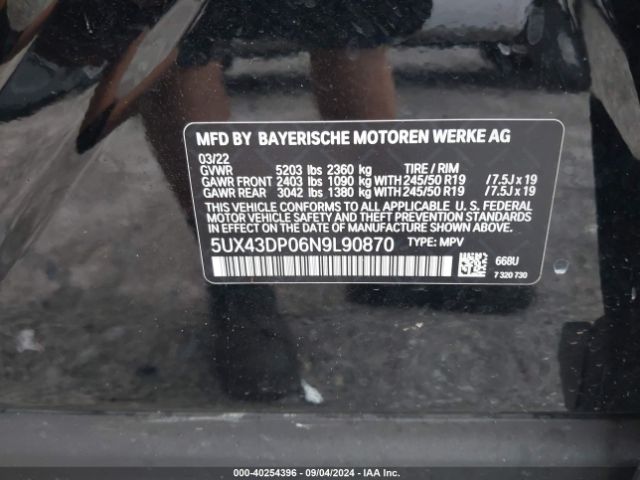 MFD BY BAYERISCHE MOTOREN WERKE AG
03/22
GVWR 5203 lbs 2360 kg TIRE / RIM
GAWR FRONT 2403 lbs 1090 kg WITH 245/50 R19 /7.5J x 19
GAWR REAR 3042 lbs 1380 kg WITH 245/50 R19 /7.5J x 19
THIS VEHICLE CONFORMS TO ALL APPLICABLE U. S. FEDERAL
MOTOR VEHICLE SAFETY, BUMPER, AND THEFT PREVENTION STANDARDS
IN EFFECT ON THE DATE OF MANUFACTURE SHOWN ABOVE.
5UX43DP06N9L90870 TYPE: MPV
668U
7 320 730
000-40254396 - 09/04/2024 - IAAI.COM